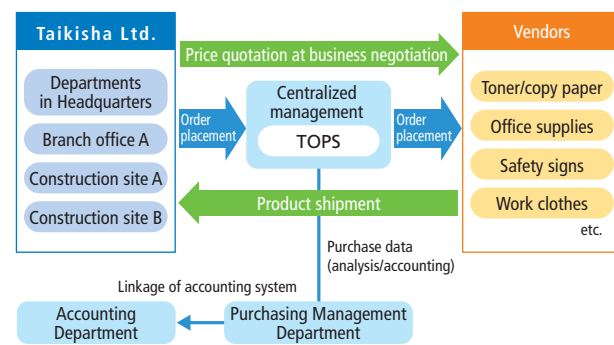 Taikisha Ltd.
Departments
in Headquarters
Branch office A
Construction site A
Construction site B
Price quotation at business negotiation
Order
placement
Centralized
management
TOPS
Order
placement
Product shipment
Vendors
Toner/copy paper
Office supplies
Safety signs
Work clothes
etc.
Purchase data
(analysis/accounting)
Linkage of accounting system
Accounting
Department
Purchasing Management
Department